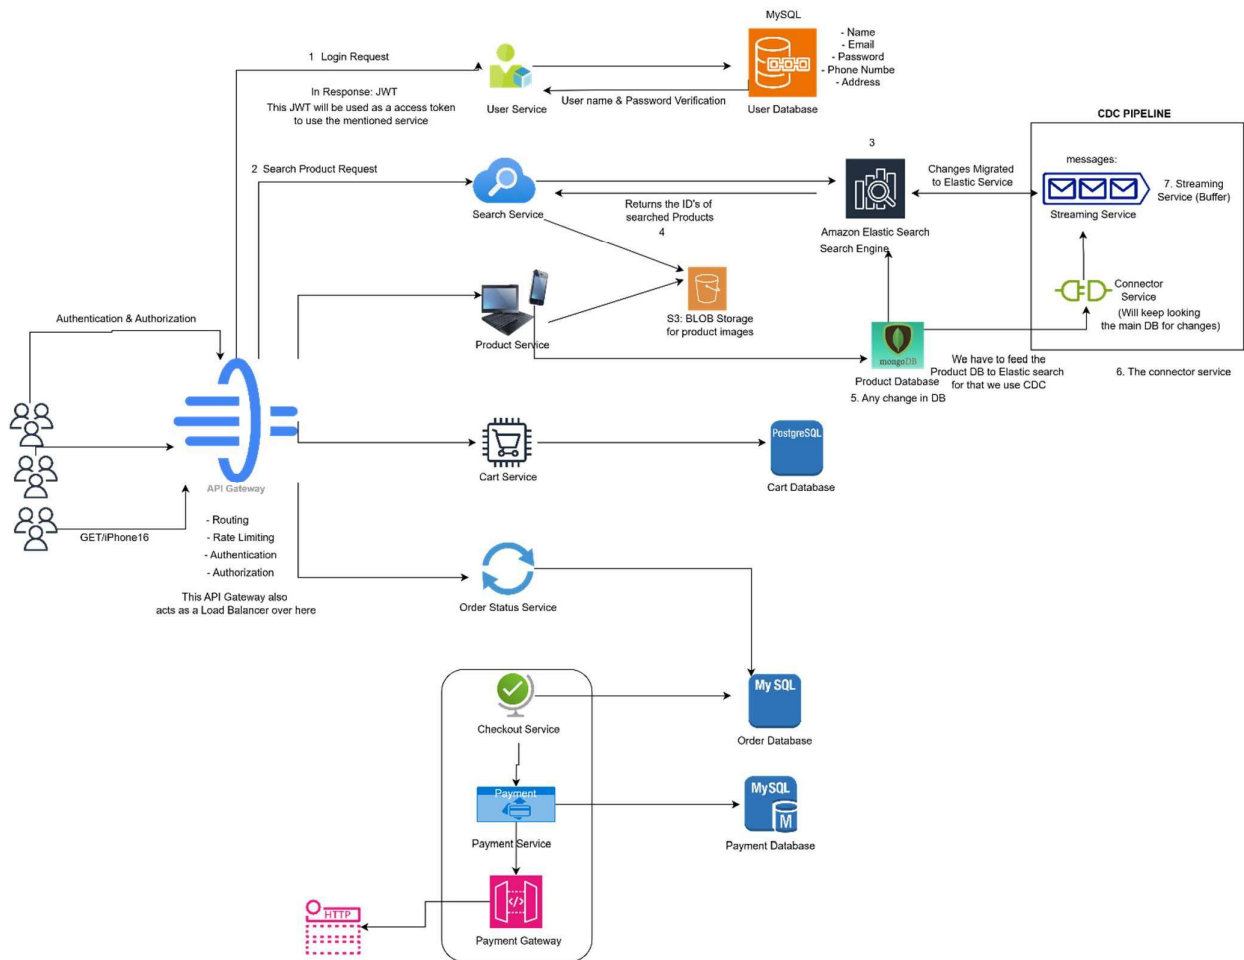 MySQL
- Name
- Email
- Password
- Phone Numbe
- Address
1 Login Request
In Response: JWT
This JWT will be used as a access token
to use the mentioned service
User Service
User name & Password Verification
User Database
CDC PIPELINE
2 Search Product Request
3
Changes Migrated
to Elastic Service
messages:
7. Streaming
Service (Buffer)
Streaming Service
Search Service
Returns the ID's of
searched Products
4
Amazon Elastic Search
Search Engine
Connector
Service
(Will keep looking
the main DB for changes)
S3: BLOB Storage
for product images
Authentication & Authorization
Product Service
mongoDB
Product Database
5. Any change in DB
We have to feed the
Product DB to Elastic search
for that we use CDC
6. The connector service
PostgreSQL
Cart Service
Cart Database
API Gateway
GET/iPhone16
- Routing
- Rate Limiting
- Authentication
- Authorization
This API Gateway also
acts as a Load Balancer over here
Order Status Service
My SQL
Checkout Service
Order Database
Payment
MySQL
M
Payment Service
Payment Database
HTTP
</>
Payment Gateway